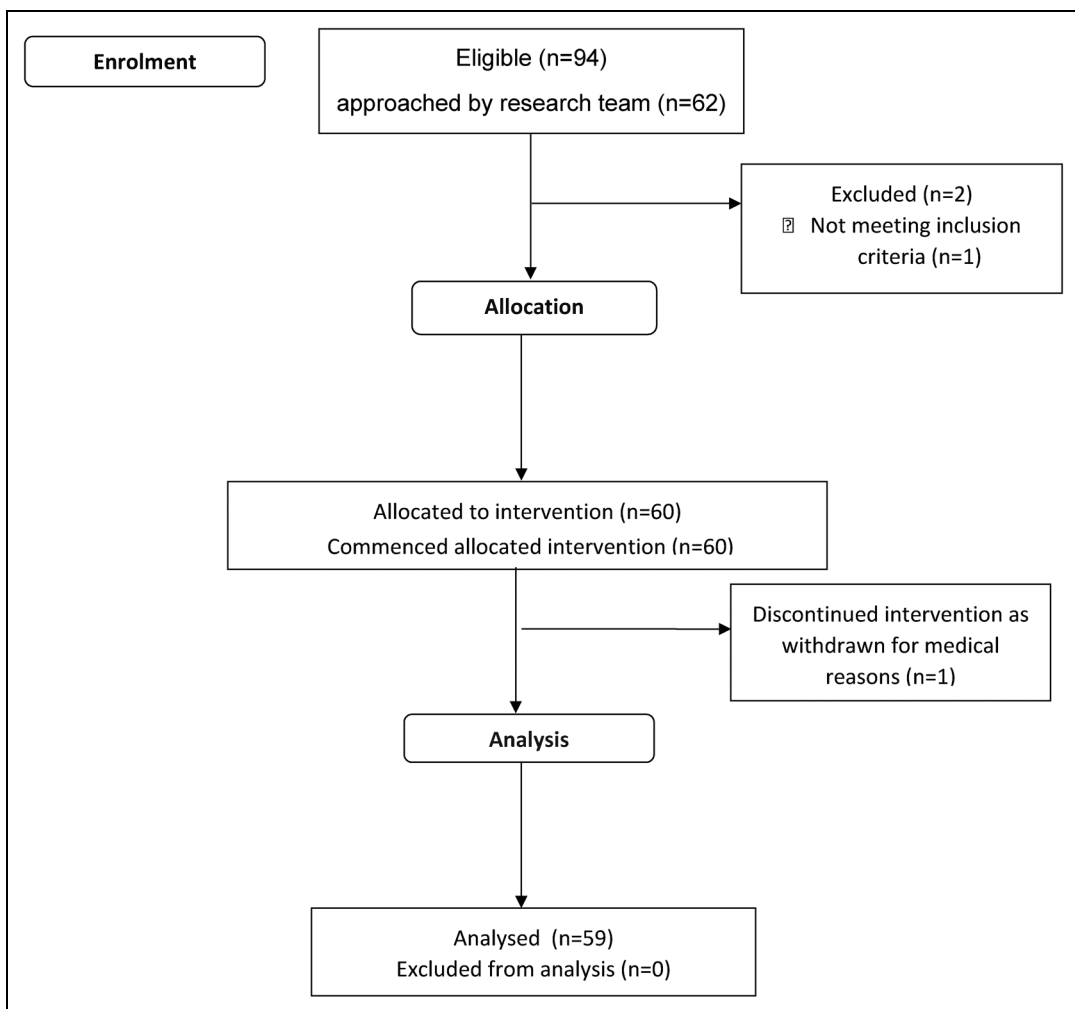 Enrolment
Eligible (n=94)
approached by research team (n=62)
Excluded (n=2)
⍰ Not meeting inclusion
criteria (n=1)
Allocation
Allocated to intervention (n=60)
Commenced allocated intervention (n=60)
Discontinued intervention as
withdrawn for medical
reasons (n=1)
Analysis
Analysed (n=59)
Excluded from analysis (n=0)